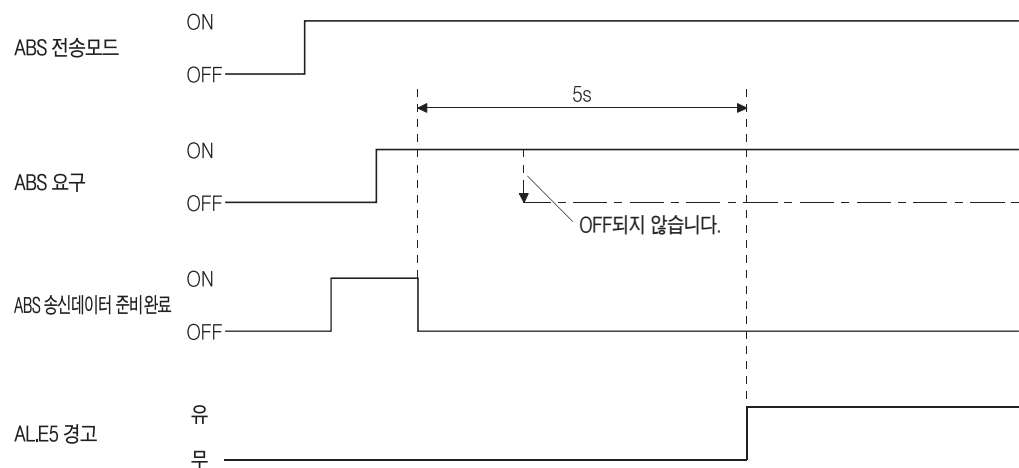 ON
ABS 전송모드
OFF
5s
ON
ABS 요구
OFF
OFF되지 않습니다.
ON
ABS 송신데이터 준비완료
OFF
유
AL.E5 경고
무